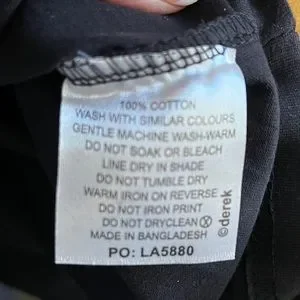 100% COTTON
WASH WITH SIMILAR COLOURS
GENTLE MACHINE WASH-WARM
DO NOT SOAK OR BLEACH
LINE DRY IN SHADE
DO NOT TUMBLE DRY
WARM IRON ON REVERSE
DO NOT IRON PRINT
DO NOT DRYCLEAN Ⓧ
MADE IN BANGLADESH
PO: LA5880
©derek